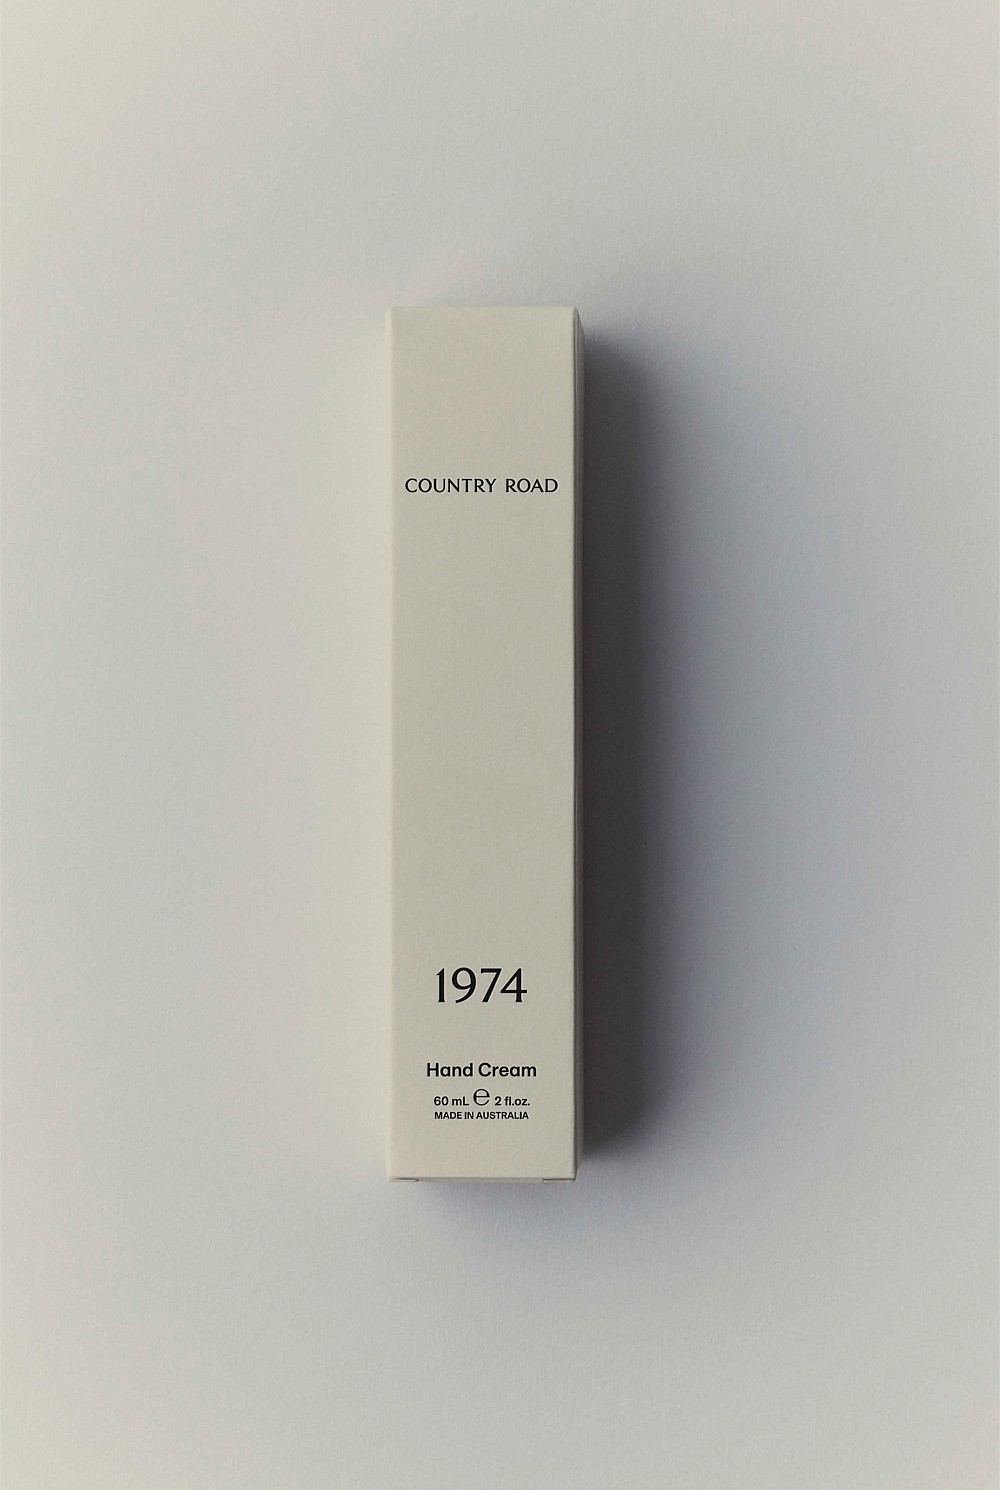 COUNTRY ROAD
1974
Hand Cream
60 mL ℮ 2 fl.oz.
MADE IN AUSTRALIA